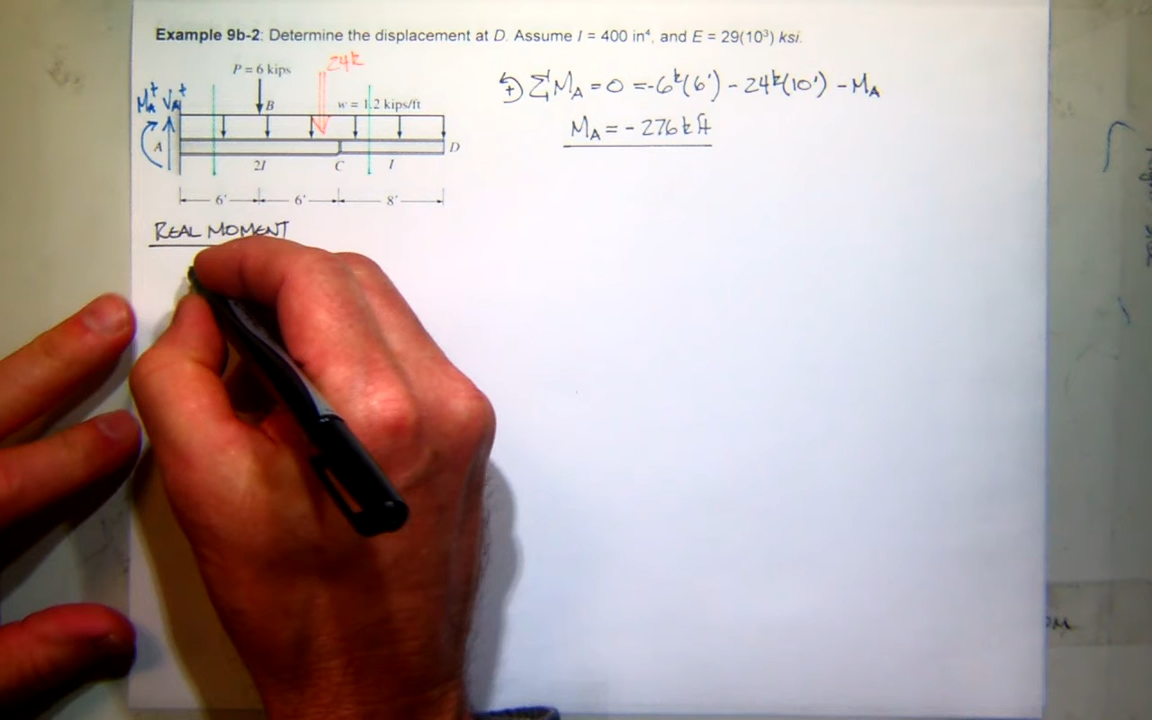 Example 9b-2: Determine the displacement at D. Assume I = 400 in⁴, and E = 29(10³) ksi.
24k
P = 6 kips
MA+ VA+
B
w = 1.2 kips/ft
A
D
2I
C
I
6'
6'
8'
REAL MOMENT
+ ΣMA = 0 = -6k(6') - 24k(10') - MA
MA = - 276 k ft